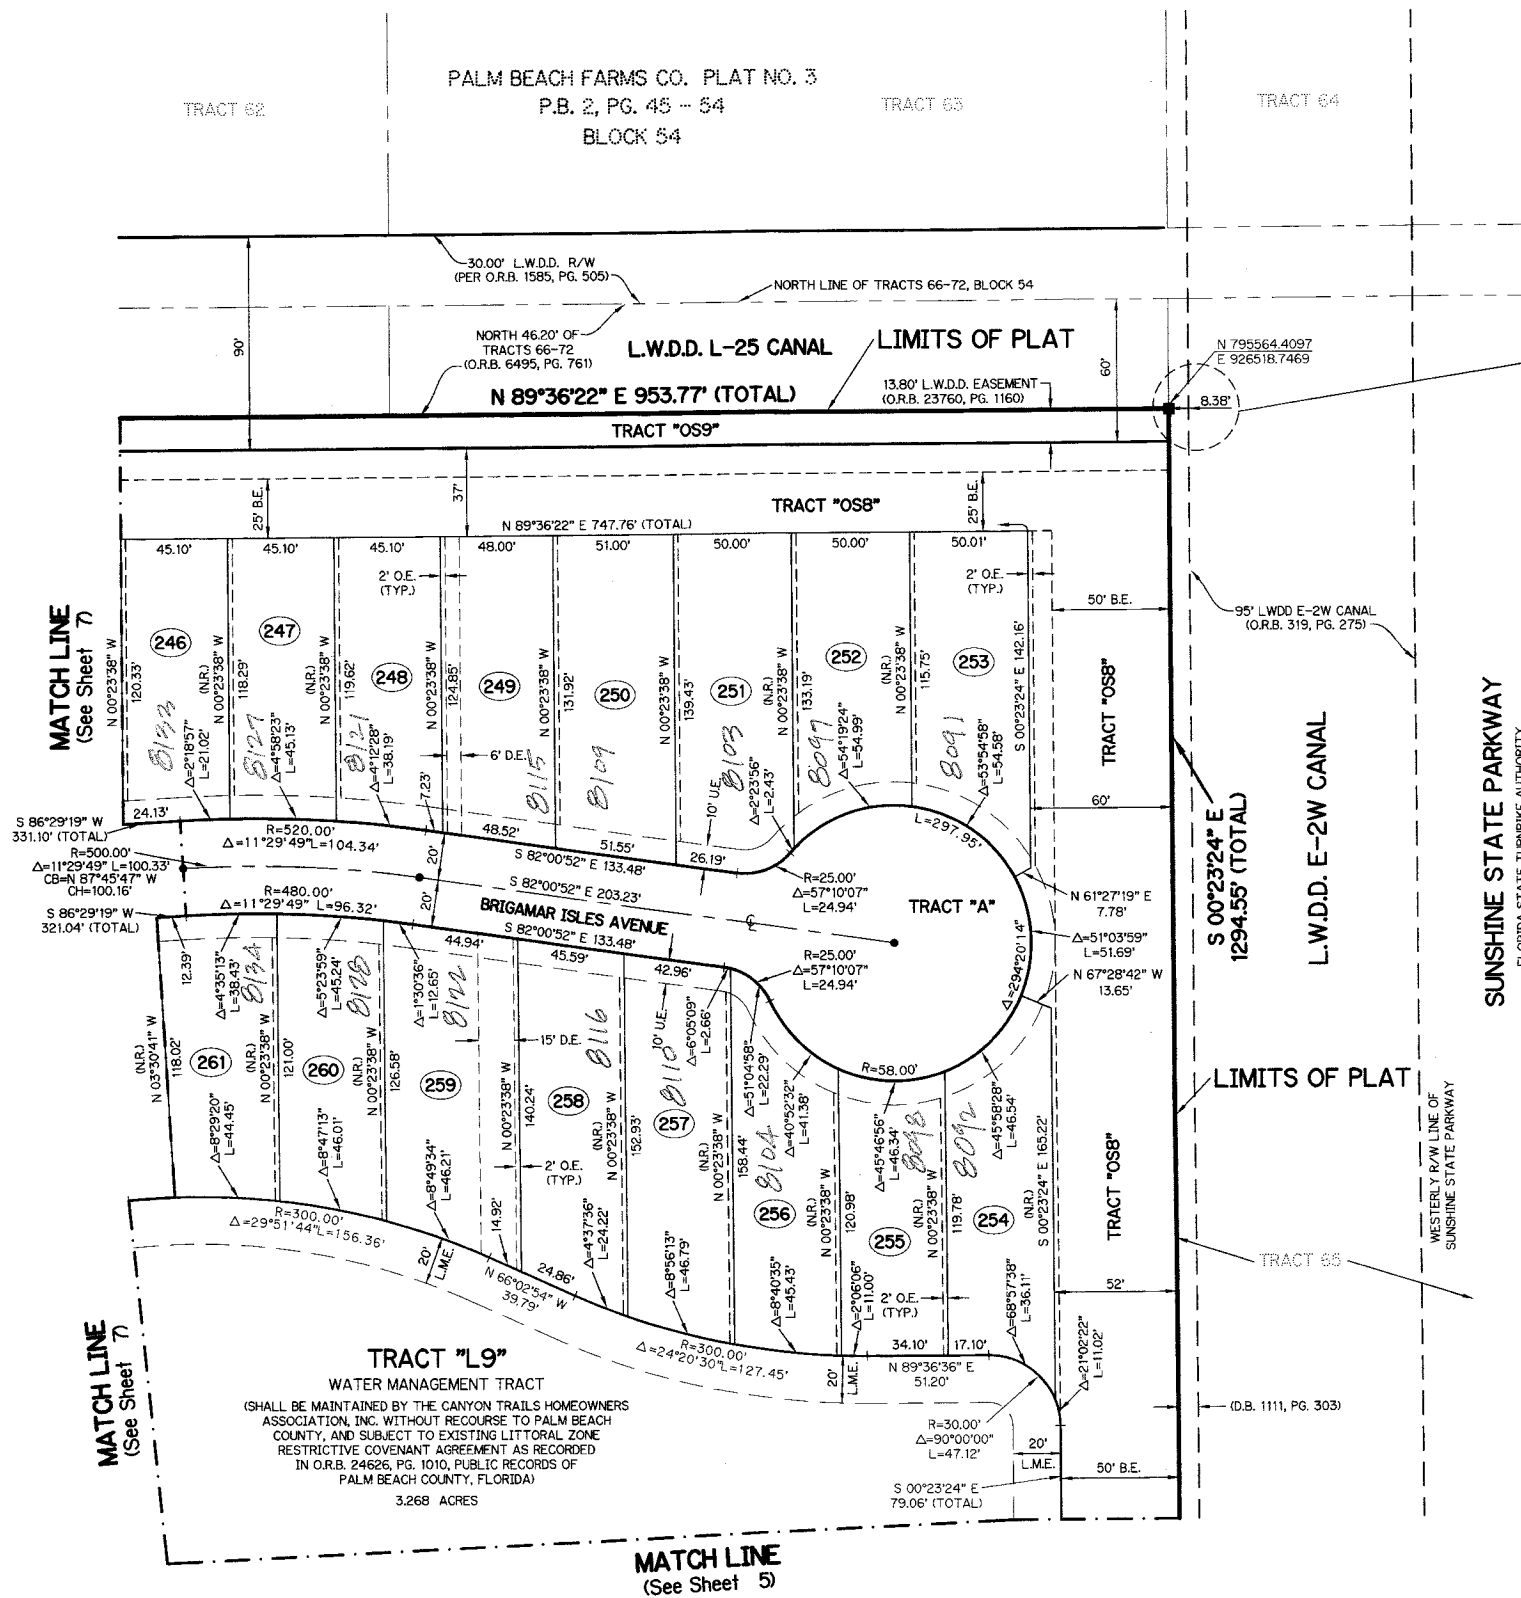 PALM BEACH FARMS CO. PLAT NO. 3
P.B. 2, PG. 45 - 54
BLOCK 54
TRACT 62
TRACT 63
TRACT 64
30.00' L.W.D.D. R/W
(PER O.R.B. 1585, PG. 505)
NORTH LINE OF TRACTS 66-72, BLOCK 54
90'
NORTH 46.20' OF
TRACTS 66-72
(O.R.B. 6495, PG. 761)
L.W.D.D. L-25 CANAL
LIMITS OF PLAT
60'
N 795564.4097
E 926518.7469
N 89°36'22" E 953.77' (TOTAL)
13.80' L.W.D.D. EASEMENT
(O.R.B. 23760, PG. 1160)
8.38'
TRACT "OS9"
25' B.E.
37'
TRACT "OS8"
25' B.E.
N 89°36'22" E 747.76' (TOTAL)
45.10'
45.10'
45.10'
48.00'
51.00'
50.00'
50.00'
50.01'
2' O.E.
(TYP.)
2' O.E.
(TYP.)
50' B.E.
95' LWDD E-2W CANAL
(O.R.B. 319, PG. 275)
MATCH LINE
(See Sheet 7)
N 00°23'38" W
120.33'
246
8133
Δ=2°18'57"
L=21.02'
(N.R.)
N 00°23'38" W
118.29'
247
8127
Δ=4°58'23"
L=45.13'
(N.R.)
N 00°23'38" W
119.62'
248
8121
Δ=4°12'28"
L=38.19'
N 00°23'38" W
124.85'
7.23'
6' D.E.
249
8115
N 00°23'38" W
131.92'
250
8109
N 00°23'38" W
139.43'
251
8103
10' U.E.
Δ=2°23'56"
L=2.43'
(N.R.)
N 00°23'38" W
133.19'
252
8097
Δ=54°19'24"
L=54.99'
(N.R.)
N 00°23'38" W
115.75'
253
8091
Δ=53°54'58"
L=54.58'
S 00°23'24" E 142.16'
TRACT "OS8"
60'
24.13'
S 86°29'19" W
331.10' (TOTAL)
R=520.00'
Δ=11°29'49" L=104.34'
R=500.00'
Δ=11°29'49" L=100.33'
CB=N 87°45'47" W
CH=100.16'
R=480.00'
Δ=11°29'49" L=96.32'
S 86°29'19" W
321.04' (TOTAL)
20'
20'
48.52'
51.55'
26.19'
S 82°00'52" E 133.48'
S 82°00'52" E 203.23'
BRIGAMAR ISLES AVENUE
S 82°00'52" E 133.48'
L=297.95'
R=25.00'
Δ=57°10'07"
L=24.94'
TRACT "A"
N 61°27'19" E
7.78'
R=25.00'
Δ=57°10'07"
L=24.94'
Δ=294°20'14"
Δ=51°03'59"
L=51.69'
N 67°28'42" W
13.65'
R=58.00'
S 00°23'24" E
1294.55' (TOTAL)
L.W.D.D. E-2W CANAL
SUNSHINE STATE PARKWAY
FLORIDA STATE TURNPIKE AUTHORITY
LIMITS OF PLAT
WESTERLY R/W LINE OF
SUNSHINE STATE PARKWAY
12.39'
44.94'
45.59'
42.96'
(N.R.)
N 03°30'41" W
118.02'
Δ=4°35'13"
L=38.43'
8134
261
Δ=8°29'20"
L=44.45'
(N.R.)
N 00°23'38" W
121.00'
Δ=5°23'59"
L=45.24'
8128
260
Δ=8°47'13"
L=46.01'
(N.R.)
N 00°23'38" W
126.58'
Δ=1°30'36"
L=12.65'
8122
259
Δ=8°49'34"
L=46.21'
15' D.E.
N 00°23'38" W
140.24'
2' O.E.
(TYP.)
14.92'
8116
258
Δ=4°37'36"
L=24.22'
(N.R.)
N 00°23'38" W
152.93'
10' U.E.
8110
257
Δ=6°05'09"
L=2.66'
Δ=8°56'13"
L=46.79'
(N.R.)
N 00°23'38" W
158.44'
Δ=51°04'58"
L=22.29'
8104
Δ=40°52'32"
L=41.38'
256
Δ=8°40'35"
L=45.43'
(N.R.)
N 00°23'38" W
120.98'
Δ=45°46'56"
L=46.34'
8098
255
Δ=2°06'06"
L=11.00'
2' O.E.
(TYP.)
(N.R.)
N 00°23'38" W
119.78'
8092
Δ=45°58'28"
L=46.54'
254
Δ=68°57'38"
L=36.11'
(N.R.)
S 00°23'24" E 165.22'
TRACT "OS8"
TRACT 65
52'
Δ=21°02'22"
L=11.02'
R=300.00'
Δ=29°51'44" L=156.36'
20'
L.M.E.
N 66°02'54" W
39.79'
24.86'
R=300.00'
Δ=24°20'30" L=127.45'
20'
L.M.E.
34.10'
17.10'
N 89°36'36" E
51.20'
MATCH LINE
(See Sheet 7)
TRACT "L9"
WATER MANAGEMENT TRACT
(SHALL BE MAINTAINED BY THE CANYON TRAILS HOMEOWNERS
ASSOCIATION, INC. WITHOUT RECOURSE TO PALM BEACH
COUNTY, AND SUBJECT TO EXISTING LITTORAL ZONE
RESTRICTIVE COVENANT AGREEMENT AS RECORDED
IN O.R.B. 24626, PG. 1010, PUBLIC RECORDS OF
PALM BEACH COUNTY, FLORIDA)
3.268 ACRES
R=30.00'
Δ=90°00'00"
L=47.12'
20'
L.M.E.
50' B.E.
(D.B. 1111, PG. 303)
S 00°23'24" E
79.06' (TOTAL)
MATCH LINE
(See Sheet 5)